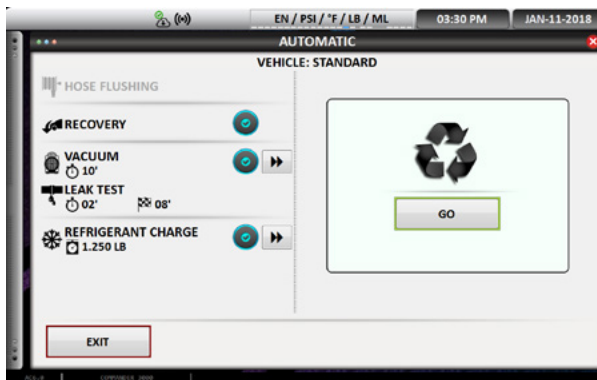 EN / PSI / °F / LB / ML
03:30 PM
JAN-11-2018
AUTOMATIC
VEHICLE: STANDARD
HOSE FLUSHING
RECOVERY
VACUUM
10'
LEAK TEST
02' 08'
REFRIGERANT CHARGE
1.250 LB
GO
EXIT